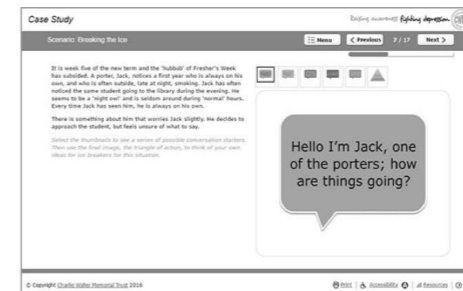 Case Study
Raising awareness fighting depression
Scenario: Breaking the Ice
Menu
Previous
7 / 17
Next
It is week five of the new term and the 'hubbub' of Fresher's Week
has subsided. A porter, Jack, notices a first year who is always on his
own, and who is often outside, late at night, smoking. Jack has often
noticed the same student going to the library during the evening. He
seems to be a 'night owl' and is seldom around during 'normal' hours.
Every time Jack has seen him, he is always on his own.
There is something about him that worries Jack slightly. He decides to
approach the student, but feels unsure of what to say.
Select the thumbnails to see a series of possible conversation starters.
Then use the final image, the triangle of action, to think of your own
ideas for ice breakers for this situation.
Hello I'm Jack, one
of the porters; how
are things going?
© Copyright Charlie Waller Memorial Trust 2016
Print | Accessibility | Resources |